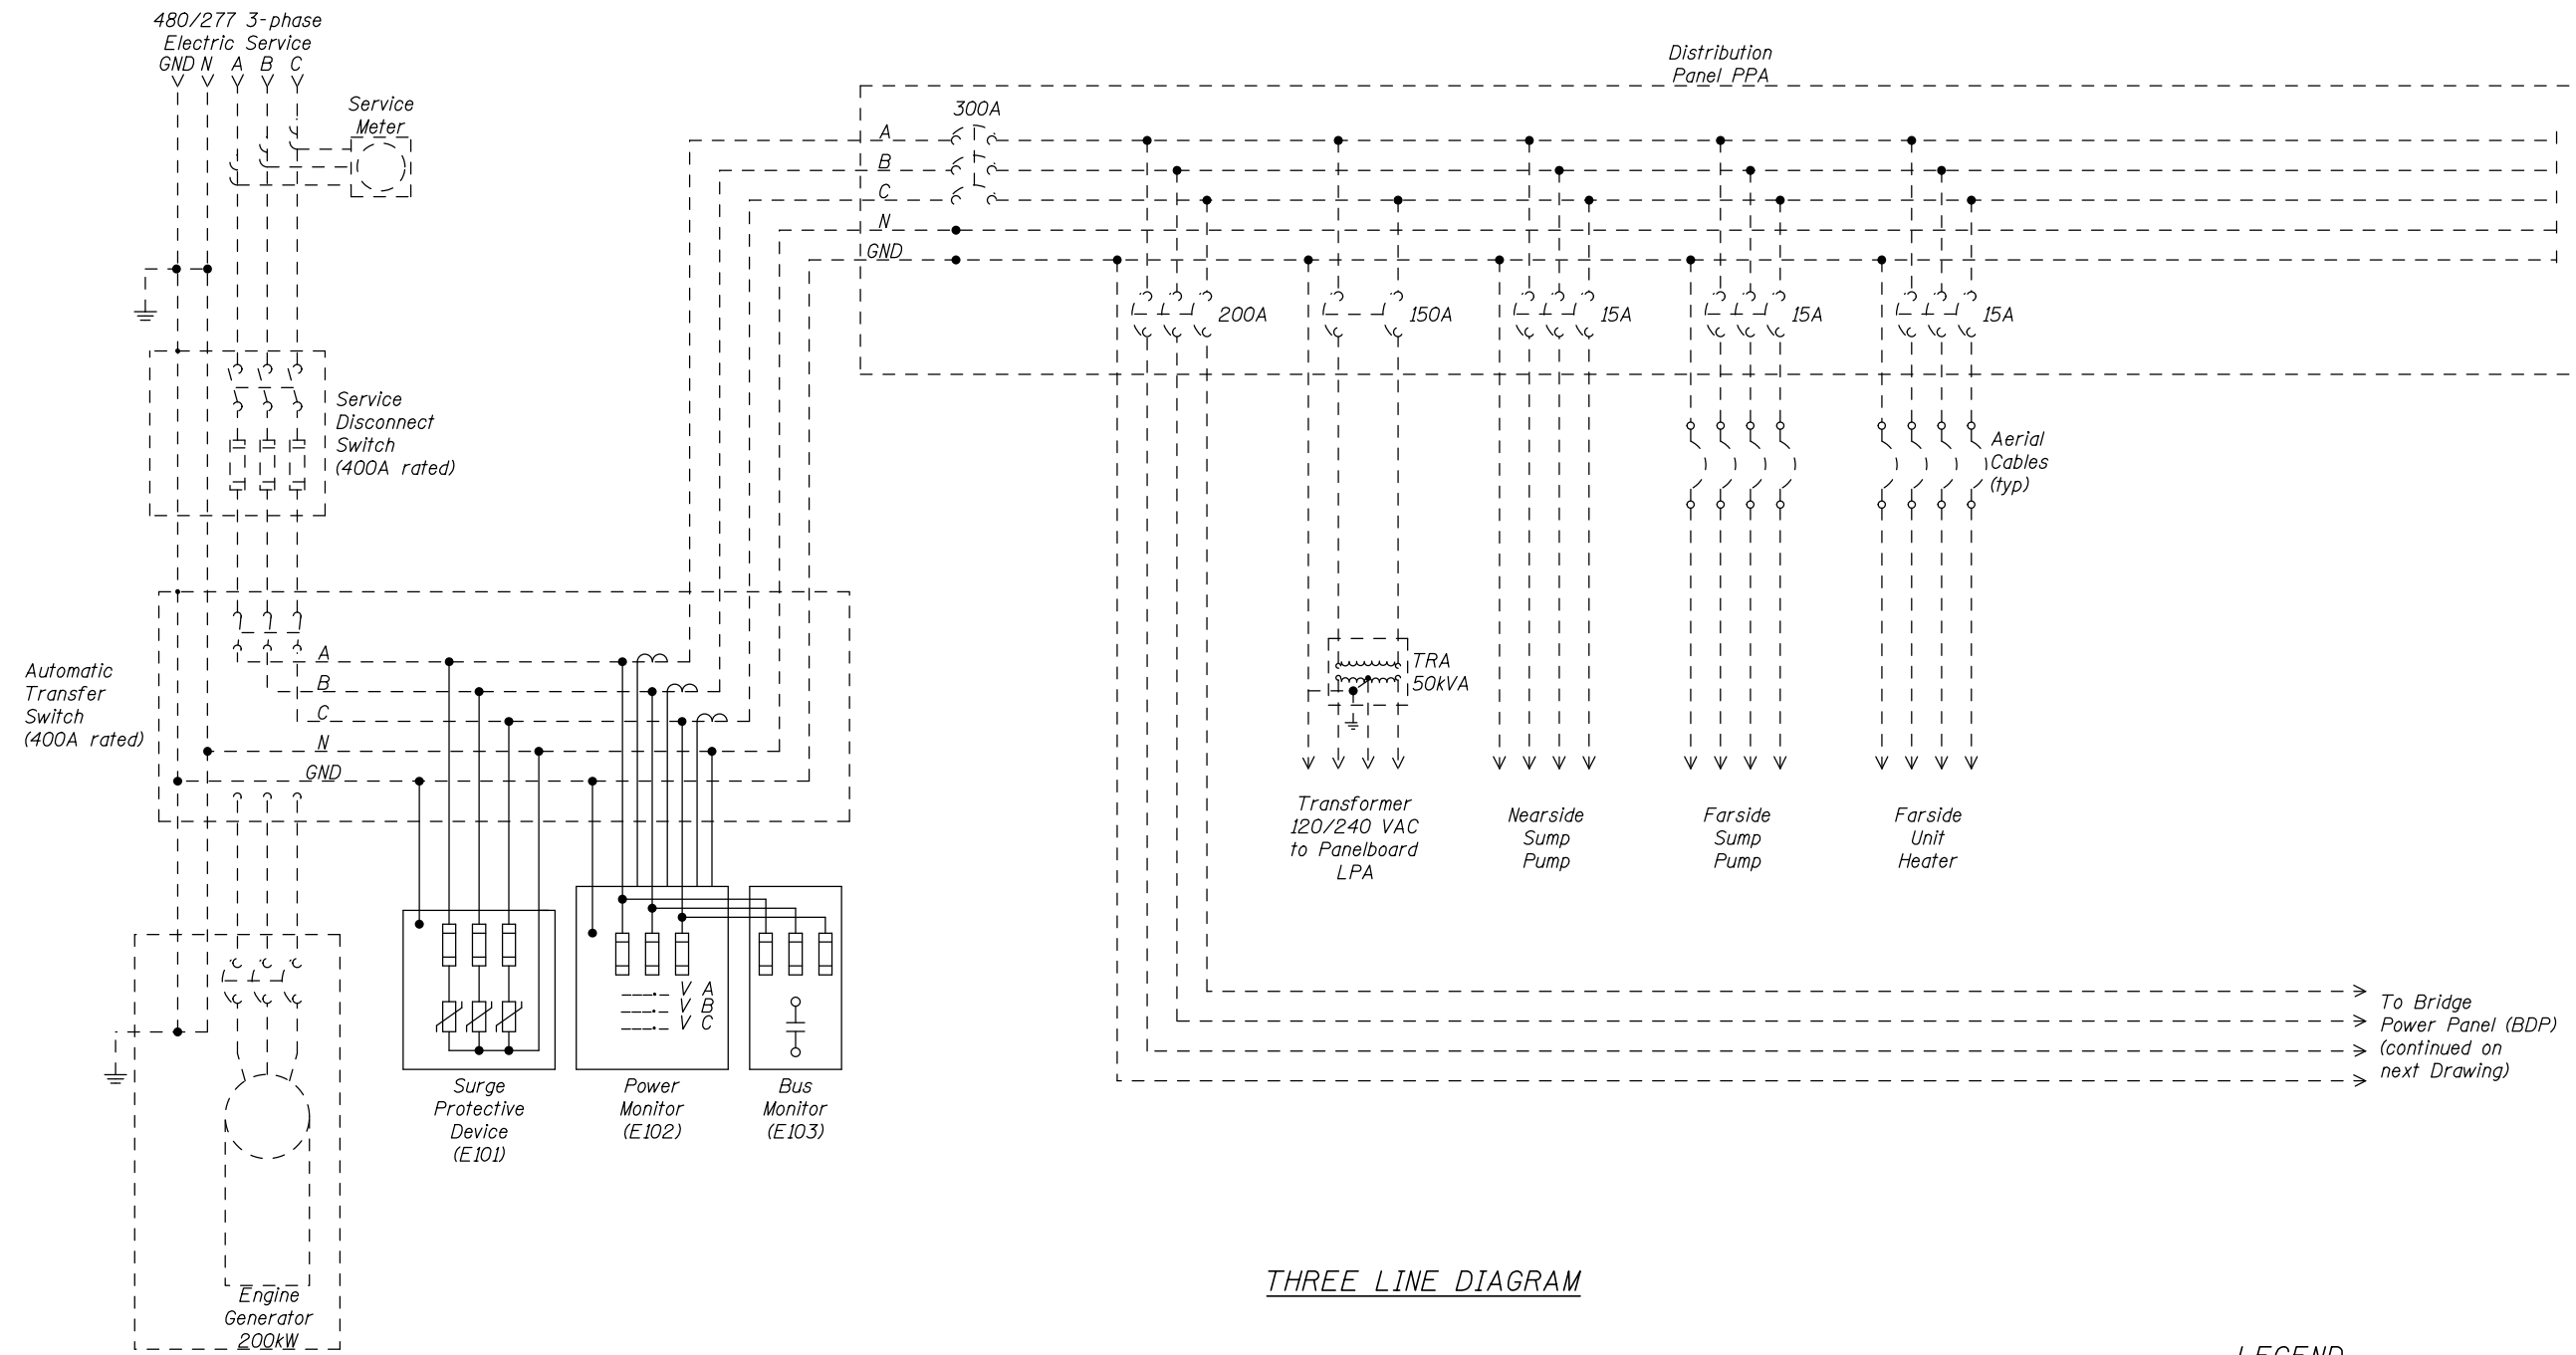 480/277 3-phase
Electric Service
GND N A B C
Service
Meter
Service
Disconnect
Switch
(400A rated)
Automatic
Transfer
Switch
(400A rated)
A
B
C
N
GND
Distribution
Panel PPA
300A
A
B
C
N
GND
200A
150A
15A
15A
15A
Aerial
Cables
(typ)
TRA
50kVA
Transformer
120/240 VAC
to Panelboard
LPA
Nearside
Sump
Pump
Farside
Sump
Pump
Farside
Unit
Heater
V A
V B
V C
Surge
Protective
Device
(E101)
Power
Monitor
(E102)
Bus
Monitor
(E103)
To Bridge
Power Panel (BDP)
(continued on
next Drawing)
Engine
Generator
200kW
THREE LINE DIAGRAM
LEGEND